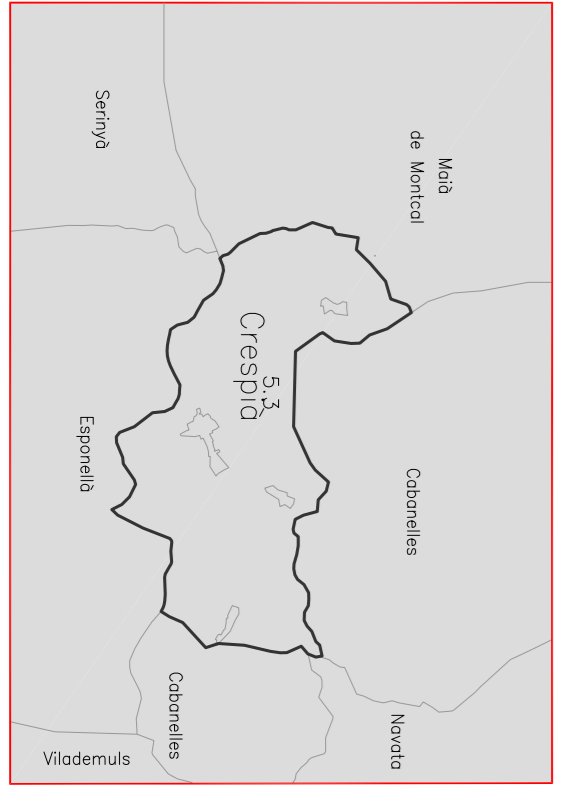 Serinyà
Maià
de Montcal
Crespià
5.3
Esponellà
Cabanelles
Cabanelles
Navata
Vilademuls